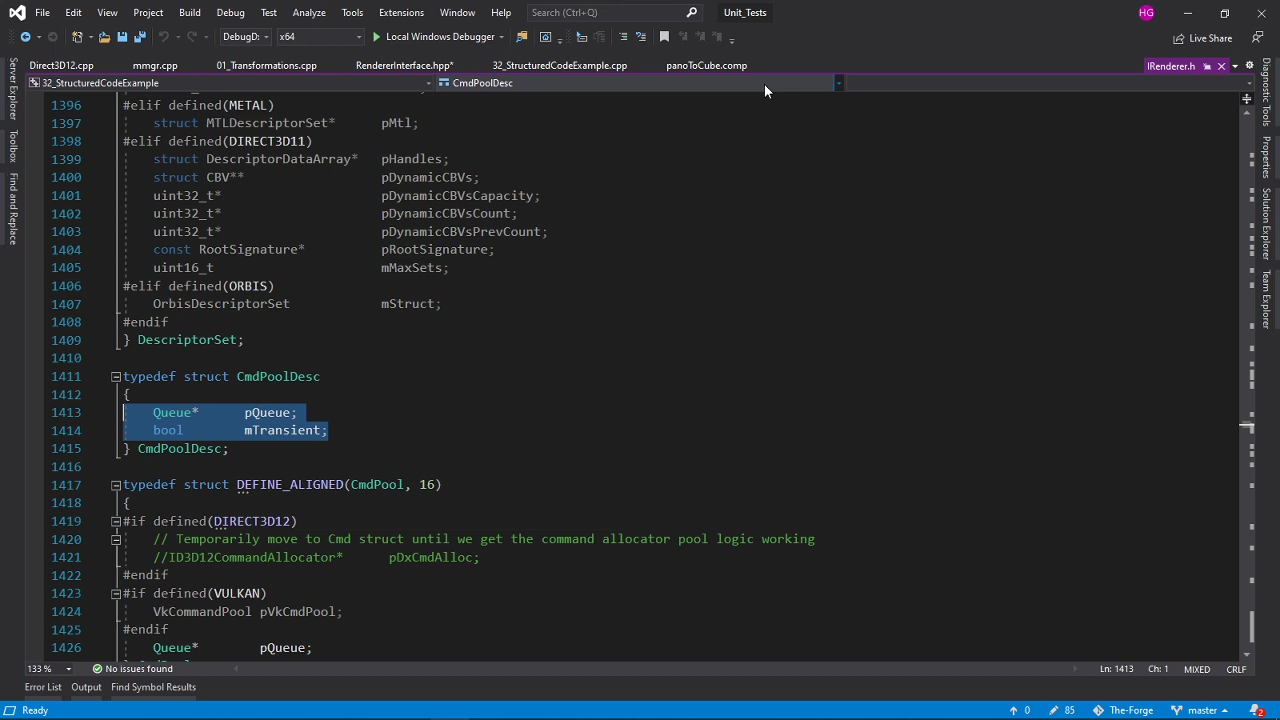 File Edit View Project Build Debug Test Analyze Tools Extensions Window Help Search (Ctrl+Q) Unit_Tests HG
DebugD: x64 Local Windows Debugger Live Share
Direct3D12.cpp mmgr.cpp 01_Transformations.cpp RendererInterface.hpp* 32_StructuredCodeExample.cpp panoToCube.comp IRenderer.h
32_StructuredCodeExample CmdPoolDesc
Server Explorer
Toolbox
Find and Replace
1396 #elif defined(METAL)
1397 struct MTLDescriptorSet* pMtl;
1398 #elif defined(DIRECT3D11)
1399 struct DescriptorDataArray* pHandles;
1400 struct CBV** pDynamicCBVs;
1401 uint32_t* pDynamicCBVsCapacity;
1402 uint32_t* pDynamicCBVsCount;
1403 uint32_t* pDynamicCBVsPrevCount;
1404 const RootSignature* pRootSignature;
1405 uint16_t mMaxSets;
1406 #elif defined(ORBIS)
1407 OrbisDescriptorSet mStruct;
1408 #endif
1409 } DescriptorSet;
1410
1411 typedef struct CmdPoolDesc
1412 {
1413 Queue* pQueue;
1414 bool mTransient;
1415 } CmdPoolDesc;
1416
1417 typedef struct DEFINE_ALIGNED(CmdPool, 16)
1418 {
1419 #if defined(DIRECT3D12)
1420 // Temporarily move to Cmd struct until we get the command allocator pool logic working
1421 //ID3D12CommandAllocator* pDxCmdAlloc;
1422 #endif
1423 #if defined(VULKAN)
1424 VkCommandPool pVkCmdPool;
1425 #endif
1426 Queue* pQueue;
Diagnostic Tools
Properties
Solution Explorer
Team Explorer
133 % No issues found Ln: 1413 Ch: 1 MIXED CRLF
Error List Output Find Symbol Results
Ready 0 85 The-Forge master 2